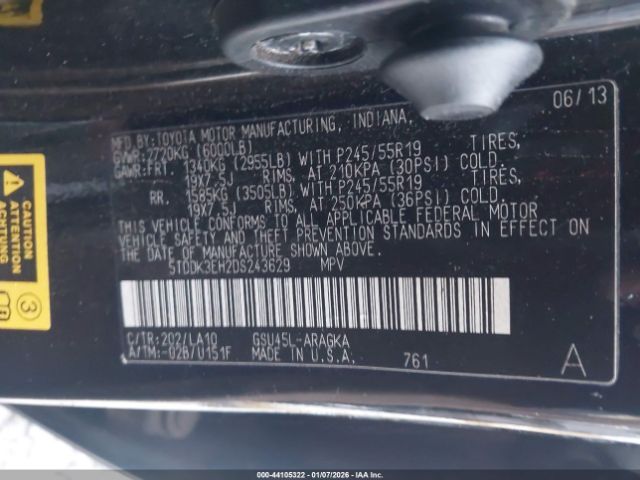 06/13
MFD BY: TOYOTA MOTOR MANUFACTURING, INDIANA,
GVWR: 2720KG (6000LB)
GAWR: FRT. 1340KG (2955LB) WITH P245/55R19 TIRES,
19X7.5J RIMS, AT 210KPA (30PSI) COLD.
RR. 1585KG (3505LB) WITH P245/55R19 TIRES,
19X7.5J RIMS, AT 250KPA (36PSI) COLD.
THIS VEHICLE CONFORMS TO ALL APPLICABLE FEDERAL MOTOR
VEHICLE SAFETY AND THEFT PREVENTION STANDARDS IN EFFECT ON
THE DATE OF MANUFACTURE SHOWN ABOVE.
5TDDK3EH2DS243629 MPV
C/TR: 202/LA10 GSU45L-ARAGKA
A/TM: -02B/U151F MADE IN U.S.A. 761 A
CAUTION
ATTENTION
3
000-44105322 | 01/07/2026 | IAAI.com